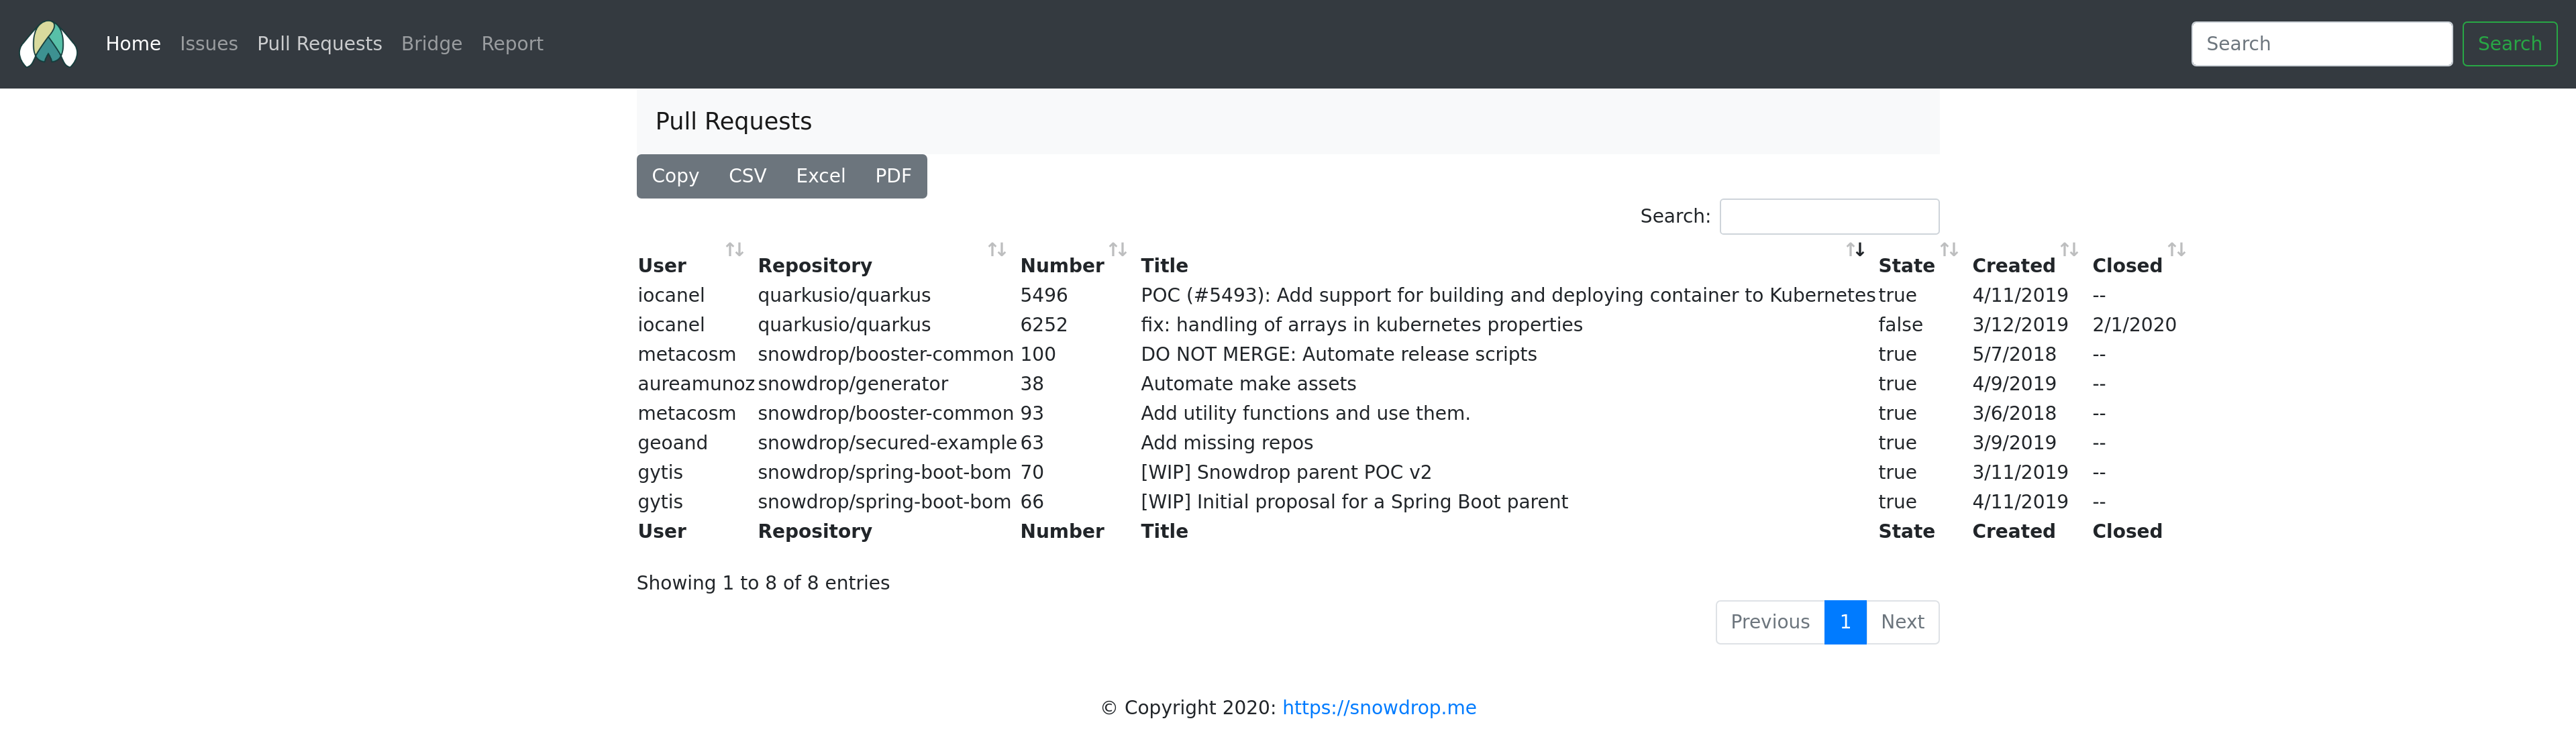 Home Issues Pull Requests Bridge Report Search Search
Pull Requests
Copy CSV Excel PDF
Search:
User Repository Number Title State Created Closed
iocanel quarkusio/quarkus 5496 POC (#5493): Add support for building and deploying container to Kubernetes true 4/11/2019 --
iocanel quarkusio/quarkus 6252 fix: handling of arrays in kubernetes properties false 3/12/2019 2/1/2020
metacosm snowdrop/booster-common 100 DO NOT MERGE: Automate release scripts true 5/7/2018 --
aureamunoz snowdrop/generator 38 Automate make assets true 4/9/2019 --
metacosm snowdrop/booster-common 93 Add utility functions and use them. true 3/6/2018 --
geoand snowdrop/secured-example 63 Add missing repos true 3/9/2019 --
gytis snowdrop/spring-boot-bom 70 [WIP] Snowdrop parent POC v2 true 3/11/2019 --
gytis snowdrop/spring-boot-bom 66 [WIP] Initial proposal for a Spring Boot parent true 4/11/2019 --
User Repository Number Title State Created Closed
Showing 1 to 8 of 8 entries
Previous 1 Next
© Copyright 2020: https://snowdrop.me